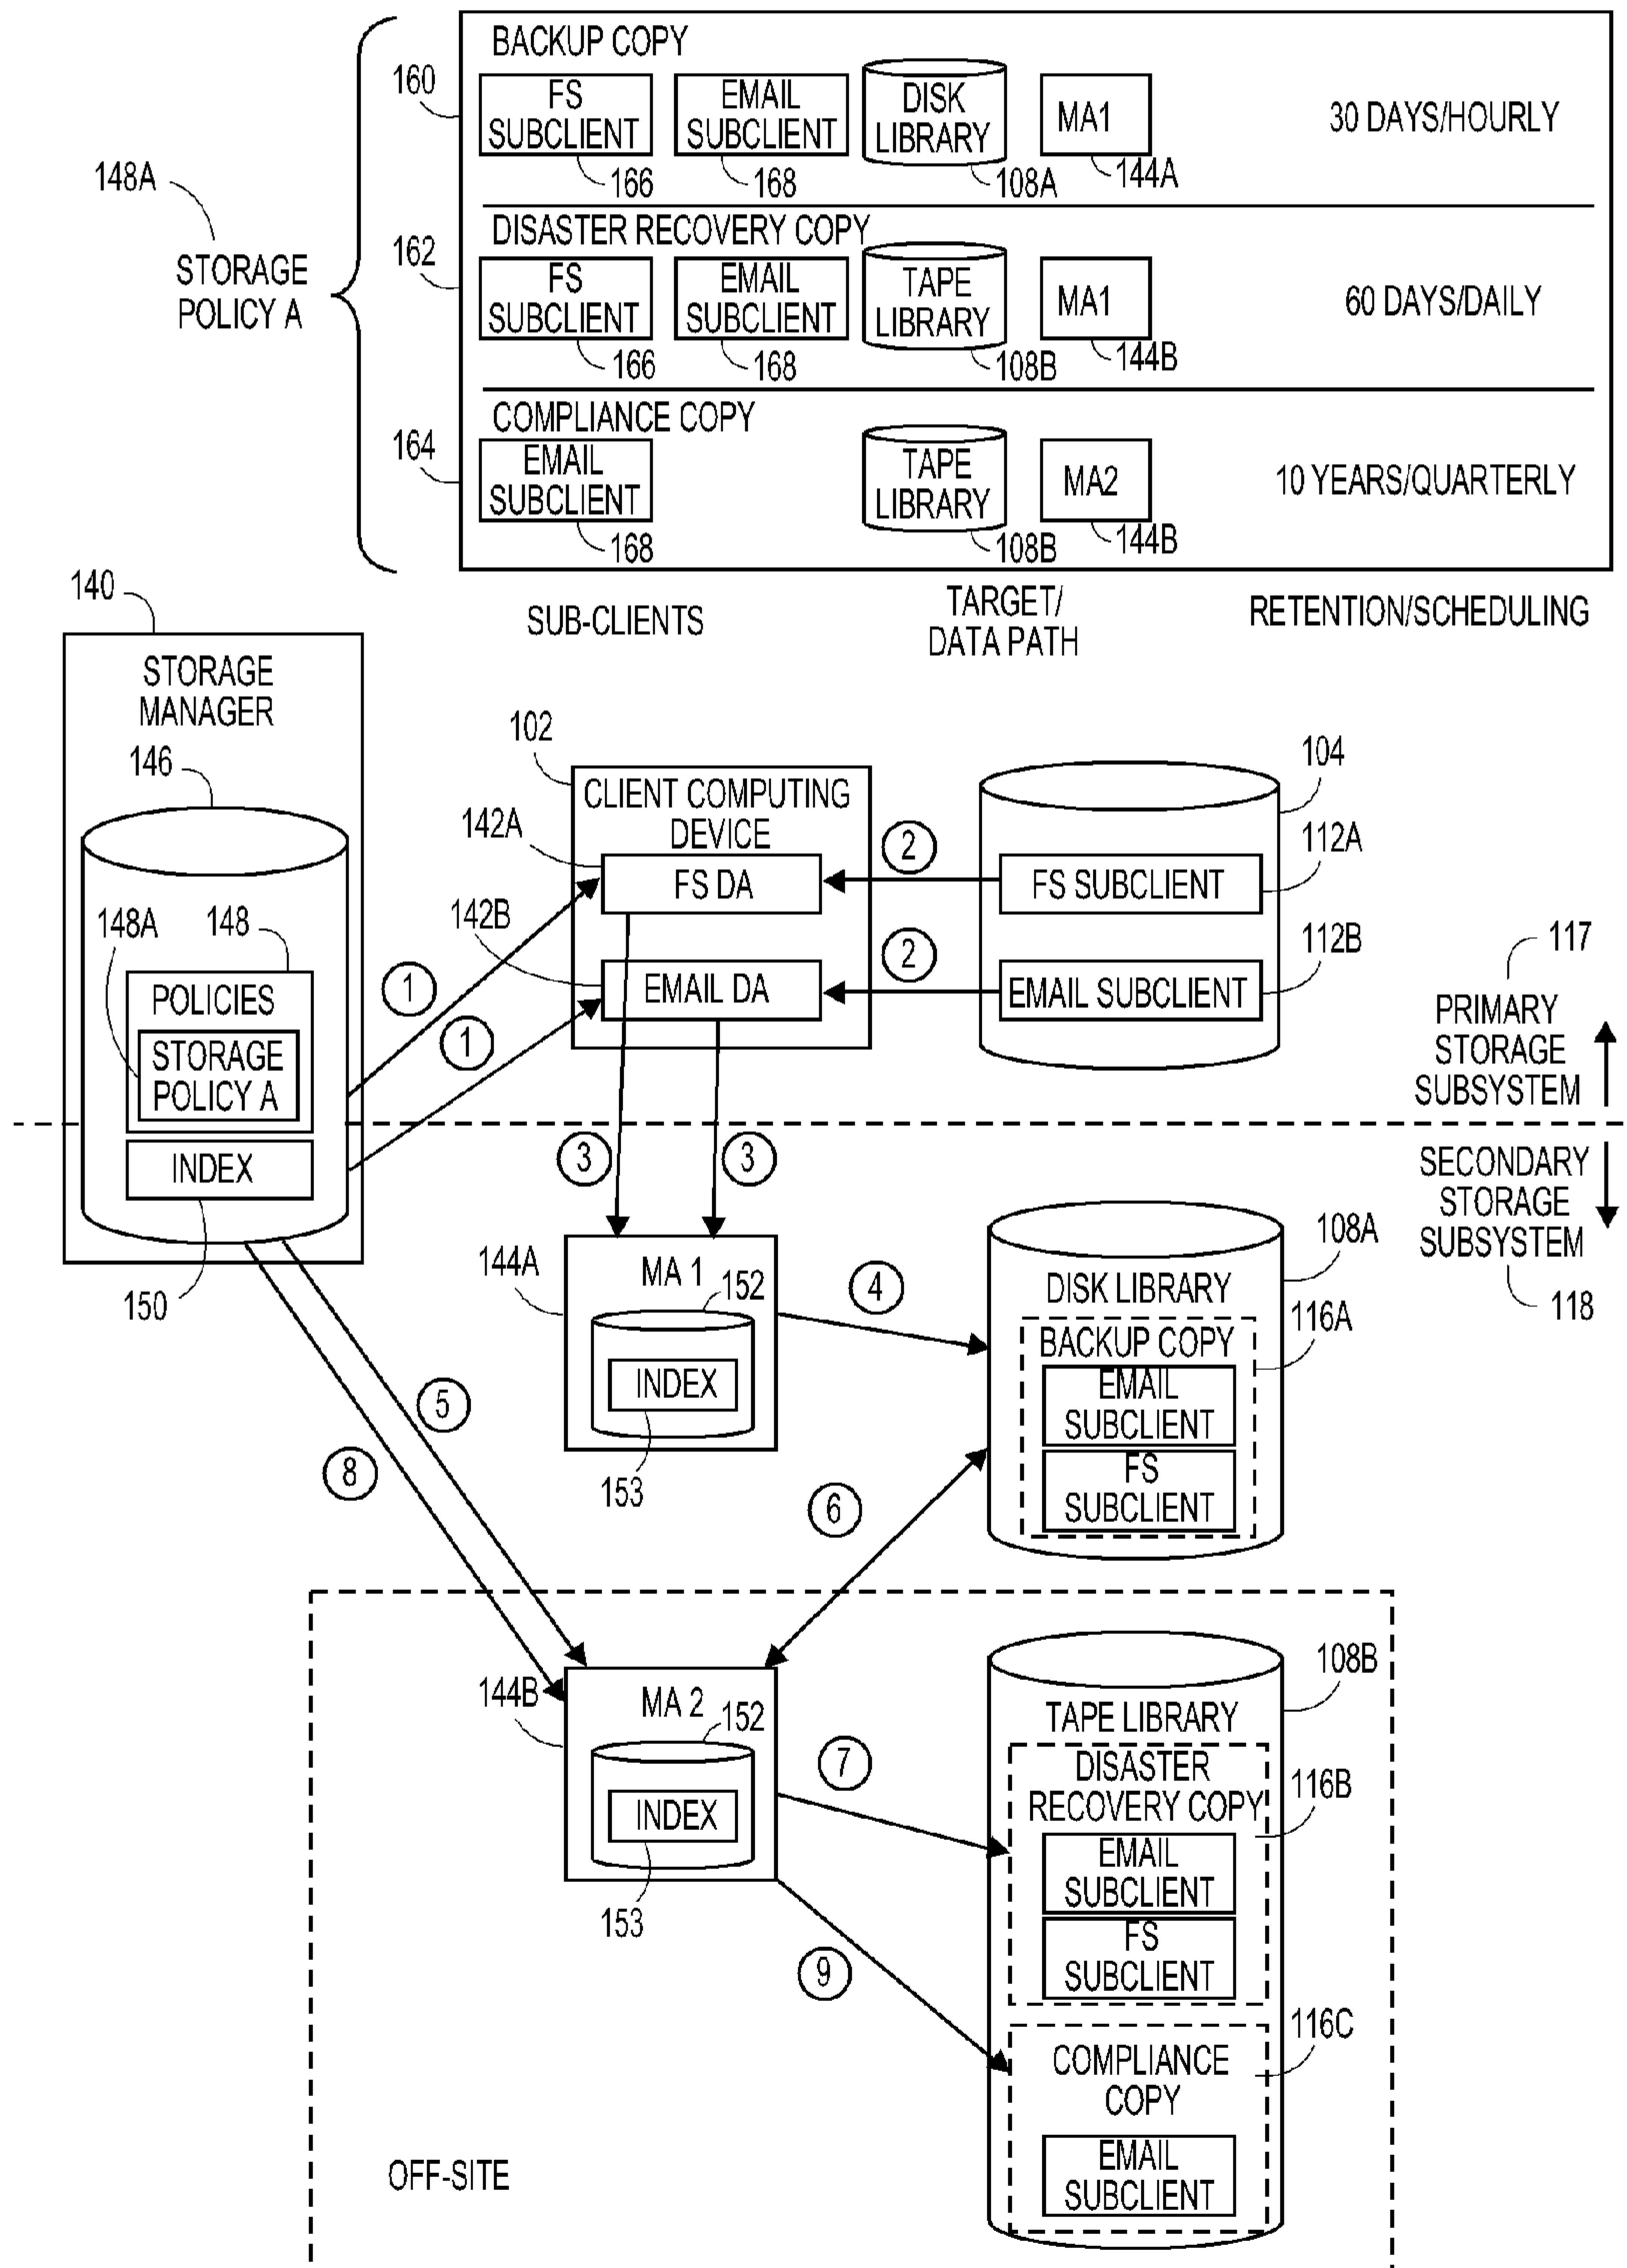 BACKUP COPY
160
FS
SUBCLIENT
166
EMAIL
SUBCLIENT
168
DISK
LIBRARY
108A
MA1
144A
30 DAYS/HOURLY
148A
STORAGE
POLICY A
DISASTER RECOVERY COPY
162
FS
SUBCLIENT
166
EMAIL
SUBCLIENT
168
TAPE
LIBRARY
108B
MA1
144B
60 DAYS/DAILY
COMPLIANCE COPY
164
EMAIL
SUBCLIENT
168
TAPE
LIBRARY
108B
MA2
144B
10 YEARS/QUARTERLY
SUB-CLIENTS
TARGET/
DATA PATH
RETENTION/SCHEDULING
140
STORAGE
MANAGER
146
148A
148
POLICIES
STORAGE
POLICY A
INDEX
150
102
CLIENT COMPUTING
DEVICE
142A
FS DA
142B
EMAIL DA
1
1
2
2
104
FS SUBCLIENT
112A
EMAIL SUBCLIENT
112B
117
PRIMARY
STORAGE
SUBSYSTEM
SECONDARY
STORAGE
SUBSYSTEM
118
3
3
144A
MA 1
152
INDEX
153
4
108A
DISK LIBRARY
116A
BACKUP COPY
EMAIL
SUBCLIENT
FS
SUBCLIENT
5
8
6
144B
MA 2
152
INDEX
153
7
9
108B
TAPE LIBRARY
DISASTER
RECOVERY COPY
116B
EMAIL
SUBCLIENT
FS
SUBCLIENT
116C
COMPLIANCE
COPY
EMAIL
SUBCLIENT
OFF-SITE